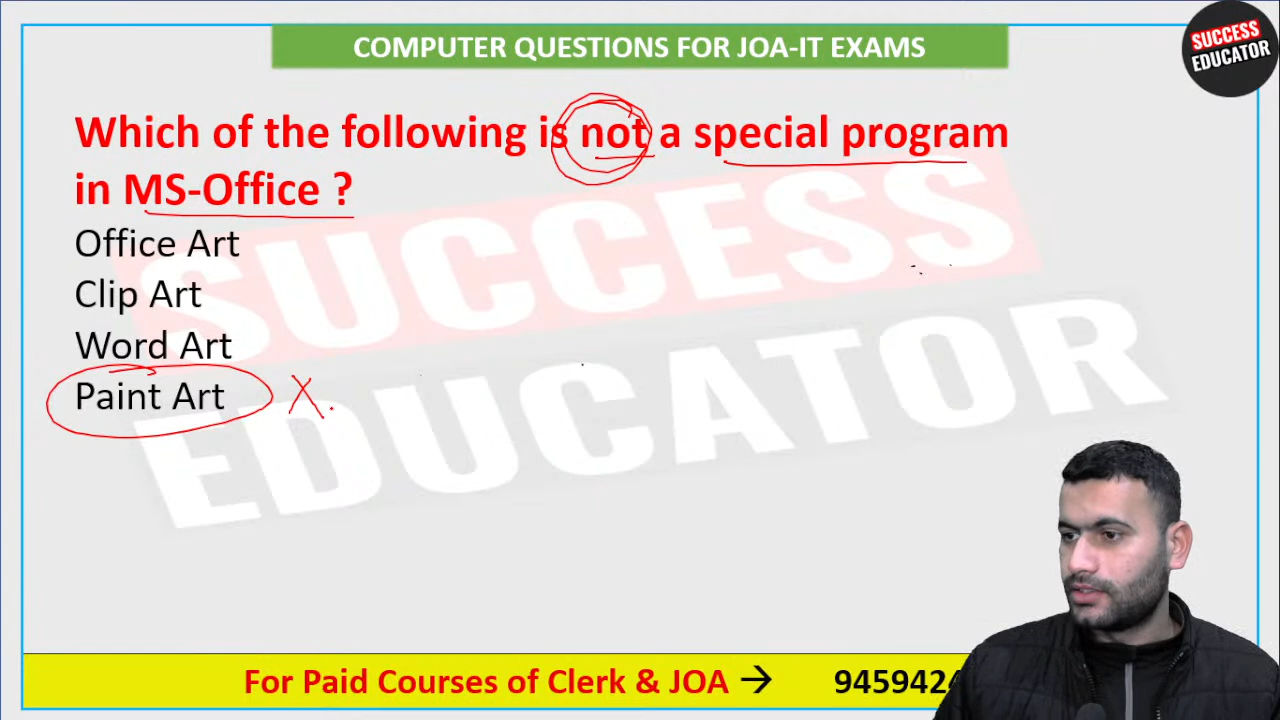 COMPUTER QUESTIONS FOR JOA-IT EXAMS
SUCCESS
EDUCATOR
Which of the following is not a special program
in MS-Office ?
Office Art
Clip Art
Word Art
Paint Art X
SUCCESS
EDUCATOR
For Paid Courses of Clerk & JOA → 945942